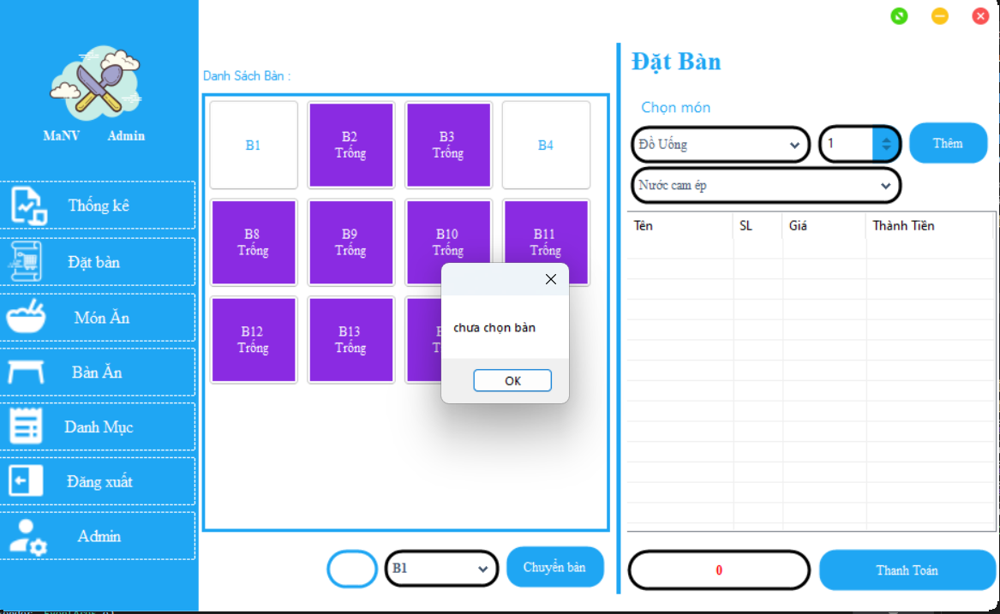 MaNV Admin
Thống kê
Đặt bàn
Món Ăn
Bàn Ăn
Danh Mục
Đăng xuất
Admin
Danh Sách Bàn :
B1
B2
Trống
B3
Trống
B4
B8
Trống
B9
Trống
B10
Trống
B11
Trống
B12
Trống
B13
Trống
chưa chọn bàn
OK
B1
Chuyển bàn
Đặt Bàn
Chọn món
Đồ Uống
1
Thêm
Nước cam ép
Tên SL Giá Thành Tiền
0
Thanh Toán